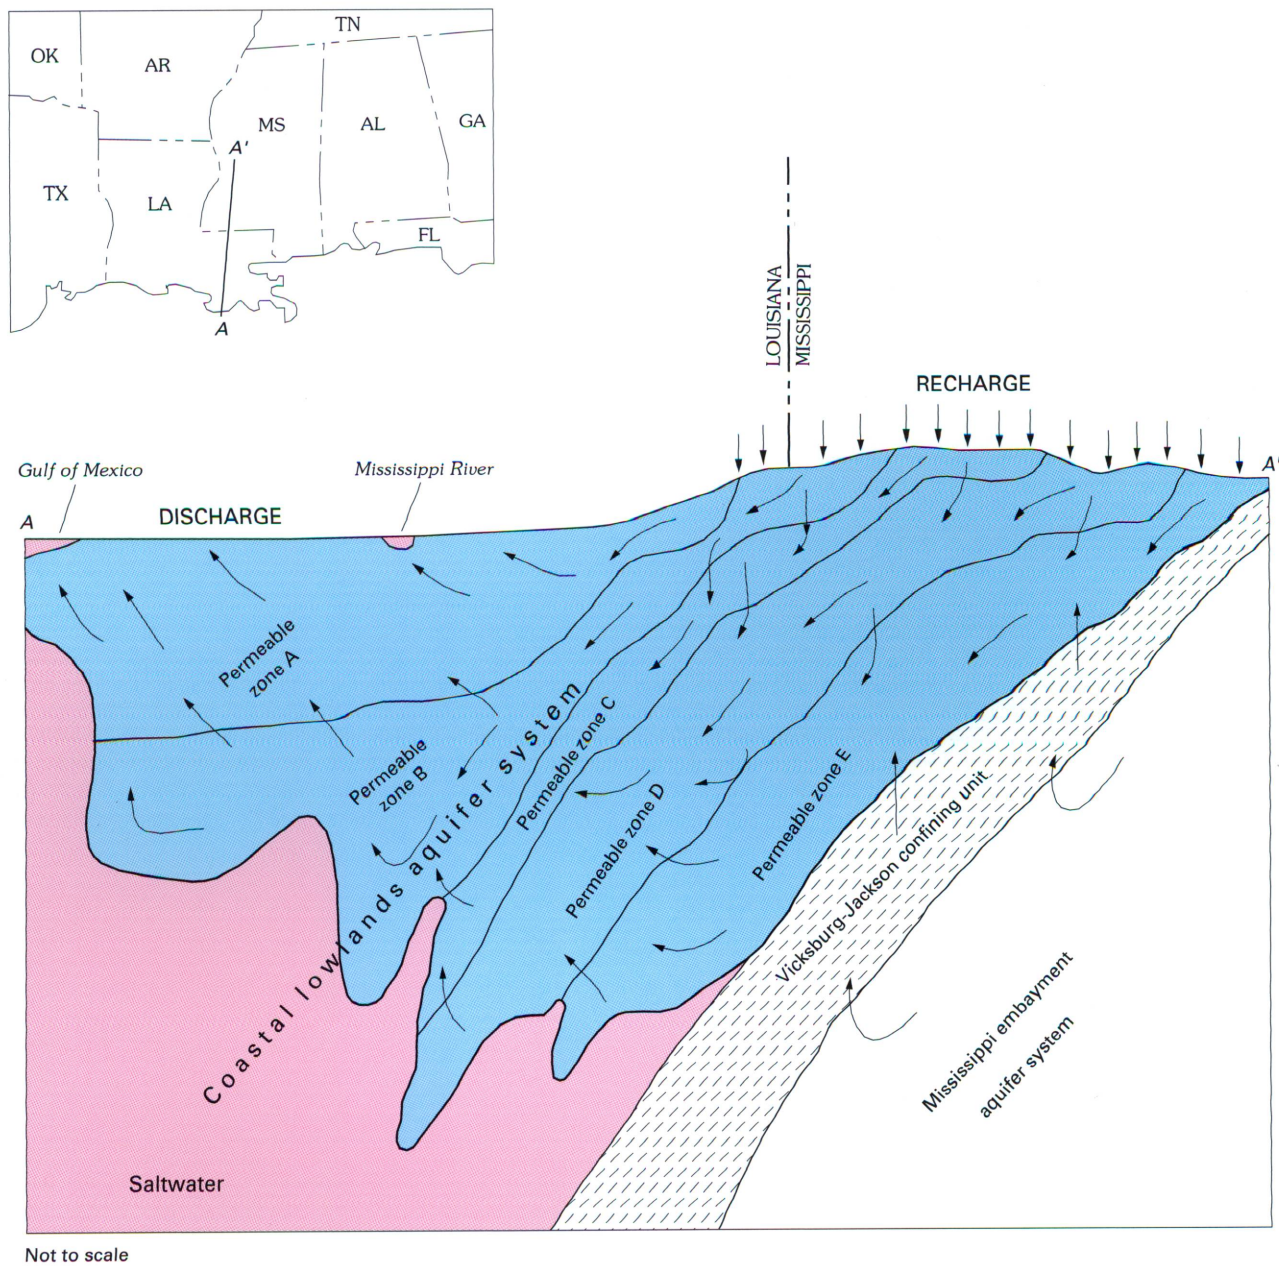 TN
OK
AR
MS
AL
GA
A'
TX
LA
FL
A
LOUISIANA
MISSISSIPPI
RECHARGE
Gulf of Mexico
Mississippi River
A'
A
DISCHARGE
Permeable
zone A
Permeable
zone B
Coastal lowlands aquifer system
Permeable zone C
Permeable zone D
Permeable zone E
Vicksburg-Jackson confining unit
Mississippi embayment
aquifer system
Saltwater
Not to scale